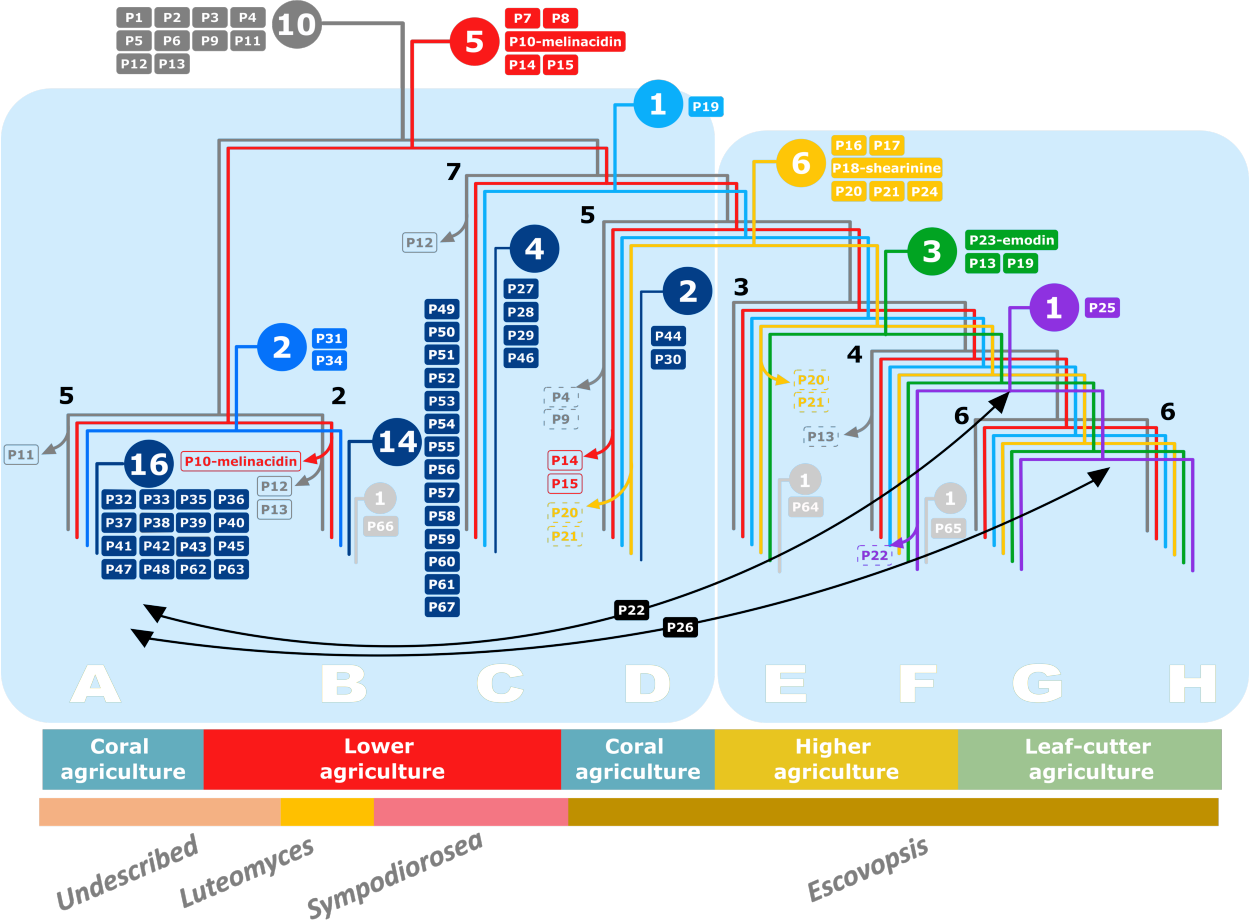 P1 P2 P3 P4
P5 P6 P9 P11
P12 P13
10
5
P7 P8
P10-melinacidin
P14 P15
1
P19
6
P16 P17
P18-shearinine
P20 P21 P24
7
P12
5
4
P27
P28
P29
P46
3
P23-emodin
P13 P19
2
P44
P30
3
1
P25
2
P31
P34
P49
P50
P51
P52
P53
P54
P55
P56
P57
P58
P59
P60
P61
P67
5
2
P11
16
P32 P33 P35 P36
P37 P38 P39 P40
P41 P42 P43 P45
P47 P48 P62 P63
P10-melinacidin
P12
P13
14
1
P66
P4
P9
P14
P15
P20
P21
P20
P21
4
P13
6
6
1
P64
1
P65
P22
P22
P26
A B C D E F G H
Coral
agriculture
Lower
agriculture
Coral
agriculture
Higher
agriculture
Leaf-cutter
agriculture
Undescribed
Luteomyces
Sympodiorosea
Escovopsis